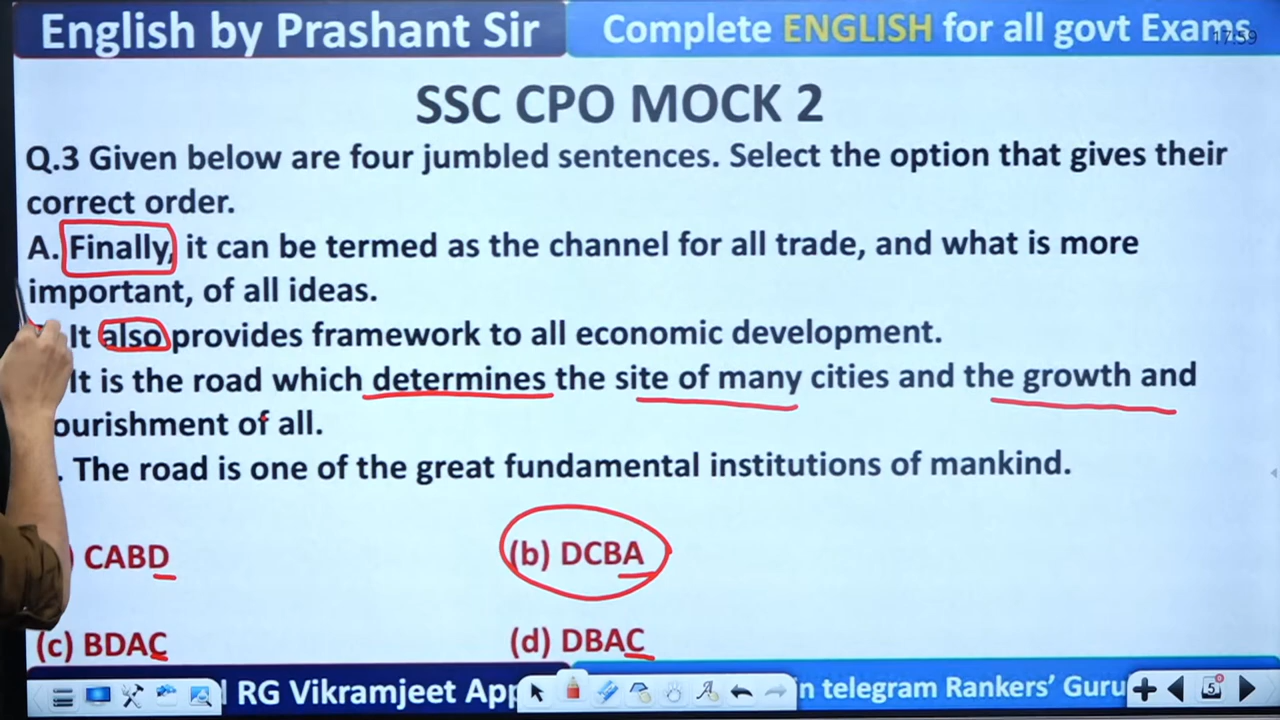 English by Prashant Sir
Complete ENGLISH for all govt Exams
17:59
SSC CPO MOCK 2
Q.3 Given below are four jumbled sentences. Select the option that gives their
correct order.
A. Finally, it can be termed as the channel for all trade, and what is more
important, of all ideas.
It also provides framework to all economic development.
It is the road which determines the site of many cities and the growth and
ourishment of all.
. The road is one of the great fundamental institutions of mankind.
) CABD
(b) DCBA
(c) BDAC
(d) DBAC
RG Vikramjeet App
in telegram Rankers' Guru
5